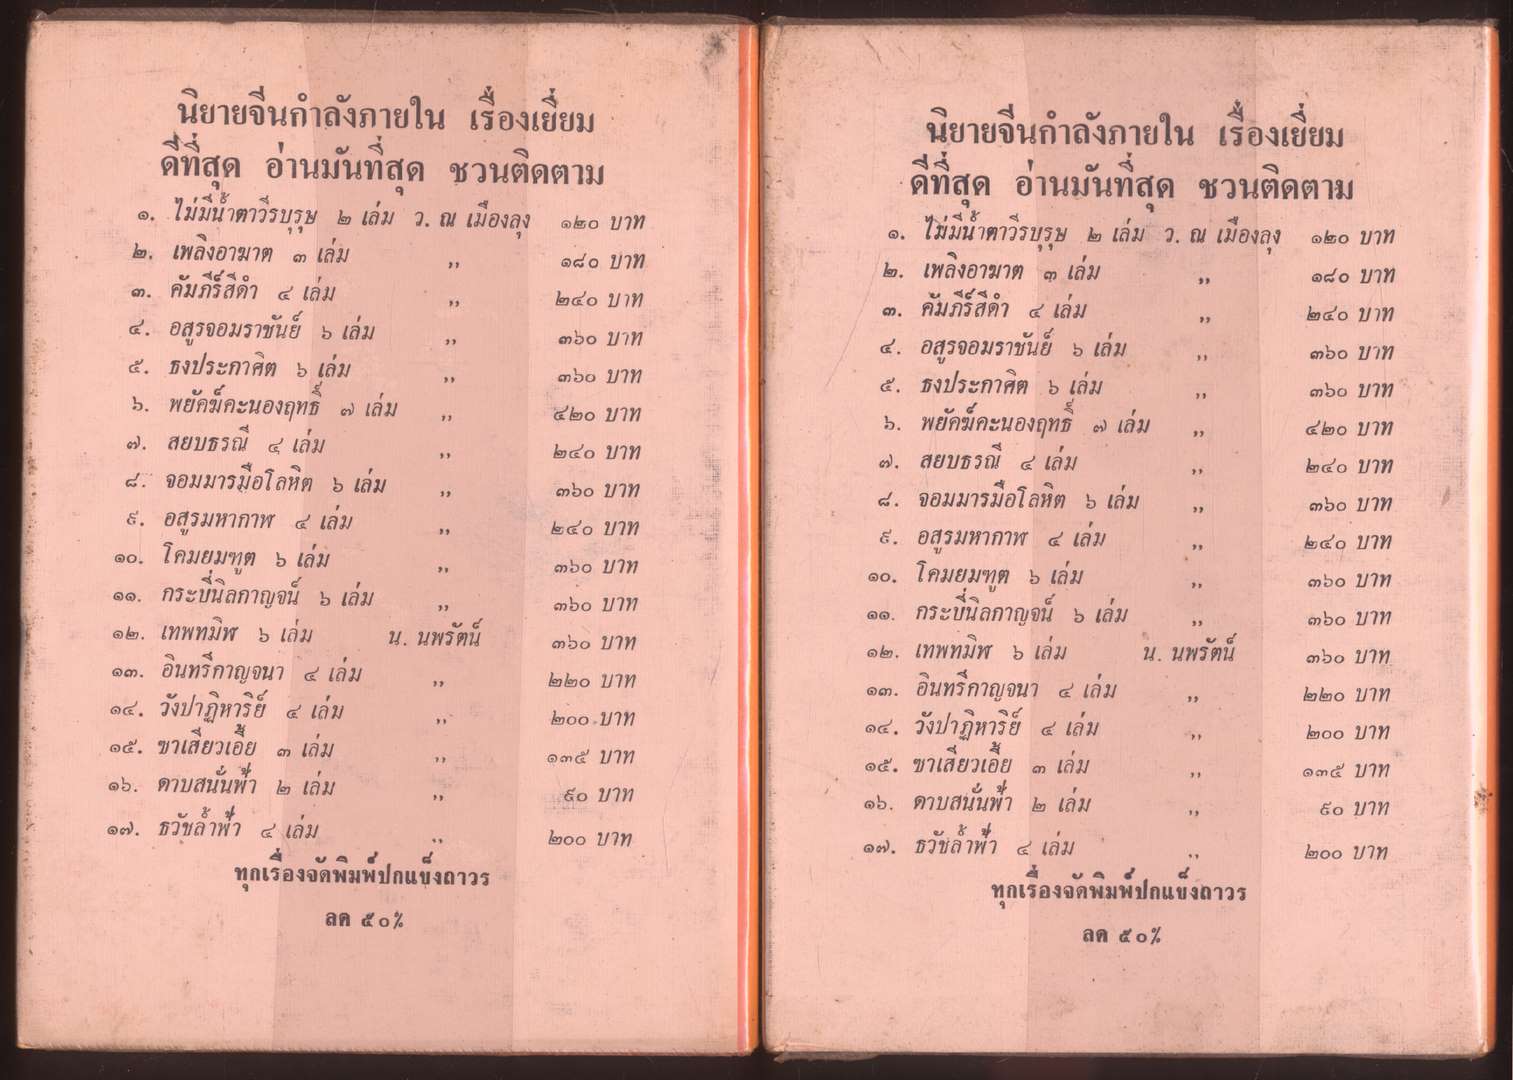 นิยายจีนกำลังภายใน เรื่องเยี่ยม
ดีที่สุด อ่านมันที่สุด ชวนติดตาม
๑. ไม่มีน้ำตาวีรบุรุษ ๒ เล่ม ว. ณ เมืองลุง ๑๒๐ บาท
๒. เพลิงอาฆาต ๓ เล่ม ,, ๑๘๐ บาท
๓. คัมภีร์สีดำ ๔ เล่ม ,, ๒๔๐ บาท
๔. อสูรจอมราชันย์ ๖ เล่ม ,, ๓๖๐ บาท
๕. ธงประกาศิต ๖ เล่ม ,, ๓๖๐ บาท
๖. พยัคฆ์คะนองฤทธิ์ ๗ เล่ม ,, ๔๒๐ บาท
๗. สยบธรณี ๔ เล่ม ,, ๒๔๐ บาท
๘. จอมมารมือโลหิต ๖ เล่ม ,, ๓๖๐ บาท
๙. อสูรมหากาฬ ๔ เล่ม ,, ๒๔๐ บาท
๑๐. โคมยมฑูต ๖ เล่ม ,, ๓๖๐ บาท
๑๑. กระบี่นิลกาญจน์ ๖ เล่ม ,, ๓๖๐ บาท
๑๒. เทพทมิฬ ๖ เล่ม น. นพรัตน์ ๓๖๐ บาท
๑๓. อินทรีกาญจนา ๔ เล่ม ,, ๒๒๐ บาท
๑๔. วังปาฏิหาริย์ ๔ เล่ม ,, ๒๐๐ บาท
๑๕. ซาเสียวเอี้ย ๓ เล่ม ,, ๑๓๕ บาท
๑๖. ดาบสนั่นฟ้า ๒ เล่ม ,, ๙๐ บาท
๑๗. ธวัชล้ำฟ้า ๔ เล่ม ,, ๒๐๐ บาท
ทุกเรื่องจัดพิมพ์ปกแข็งถาวร
ลด ๕๐%
นิยายจีนกำลังภายใน เรื่องเยี่ยม
ดีที่สุด อ่านมันที่สุด ชวนติดตาม
๑. ไม่มีน้ำตาวีรบุรุษ ๒ เล่ม ว. ณ เมืองลุง ๑๒๐ บาท
๒. เพลิงอาฆาต ๓ เล่ม ,, ๑๘๐ บาท
๓. คัมภีร์สีดำ ๔ เล่ม ,, ๒๔๐ บาท
๔. อสูรจอมราชันย์ ๖ เล่ม ,, ๓๖๐ บาท
๕. ธงประกาศิต ๖ เล่ม ,, ๓๖๐ บาท
๖. พยัคฆ์คะนองฤทธิ์ ๗ เล่ม ,, ๔๒๐ บาท
๗. สยบธรณี ๔ เล่ม ,, ๒๔๐ บาท
๘. จอมมารมือโลหิต ๖ เล่ม ,, ๓๖๐ บาท
๙. อสูรมหากาฬ ๔ เล่ม ,, ๒๔๐ บาท
๑๐. โคมยมฑูต ๖ เล่ม ,, ๓๖๐ บาท
๑๑. กระบี่นิลกาญจน์ ๖ เล่ม ,, ๓๖๐ บาท
๑๒. เทพทมิฬ ๖ เล่ม น. นพรัตน์ ๓๖๐ บาท
๑๓. อินทรีกาญจนา ๔ เล่ม ,, ๒๒๐ บาท
๑๔. วังปาฏิหาริย์ ๔ เล่ม ,, ๒๐๐ บาท
๑๕. ซาเสียวเอี้ย ๓ เล่ม ,, ๑๓๕ บาท
๑๖. ดาบสนั่นฟ้า ๒ เล่ม ,, ๙๐ บาท
๑๗. ธวัชล้ำฟ้า ๔ เล่ม ,, ๒๐๐ บาท
ทุกเรื่องจัดพิมพ์ปกแข็งถาวร
ลด ๕๐%